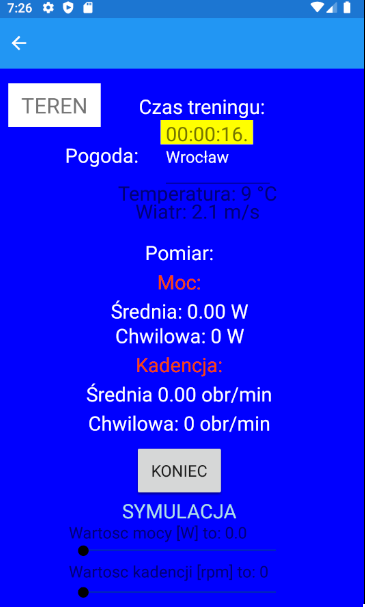 7:26
TEREN
Czas treningu:
00:00:16.
Pogoda:
Wrocław
Temperatura: 9 °C
Wiatr: 2.1 m/s
Pomiar:
Moc:
Średnia: 0.00 W
Chwilowa: 0 W
Kadencja:
Średnia 0.00 obr/min
Chwilowa: 0 obr/min
KONIEC
SYMULACJA
Wartosc mocy [W] to: 0.0
Wartosc kadencji [rpm] to: 0